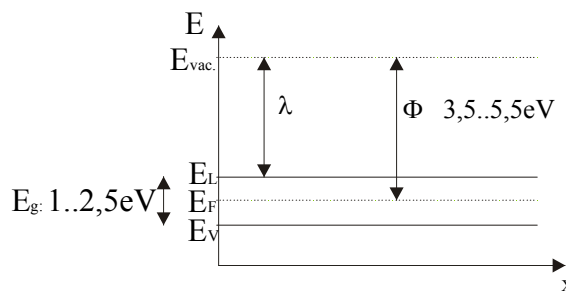 E
Evac.
λ
Φ 3,5..5,5eV
EL
Eg: 1..2,5eV
EF
EV
x